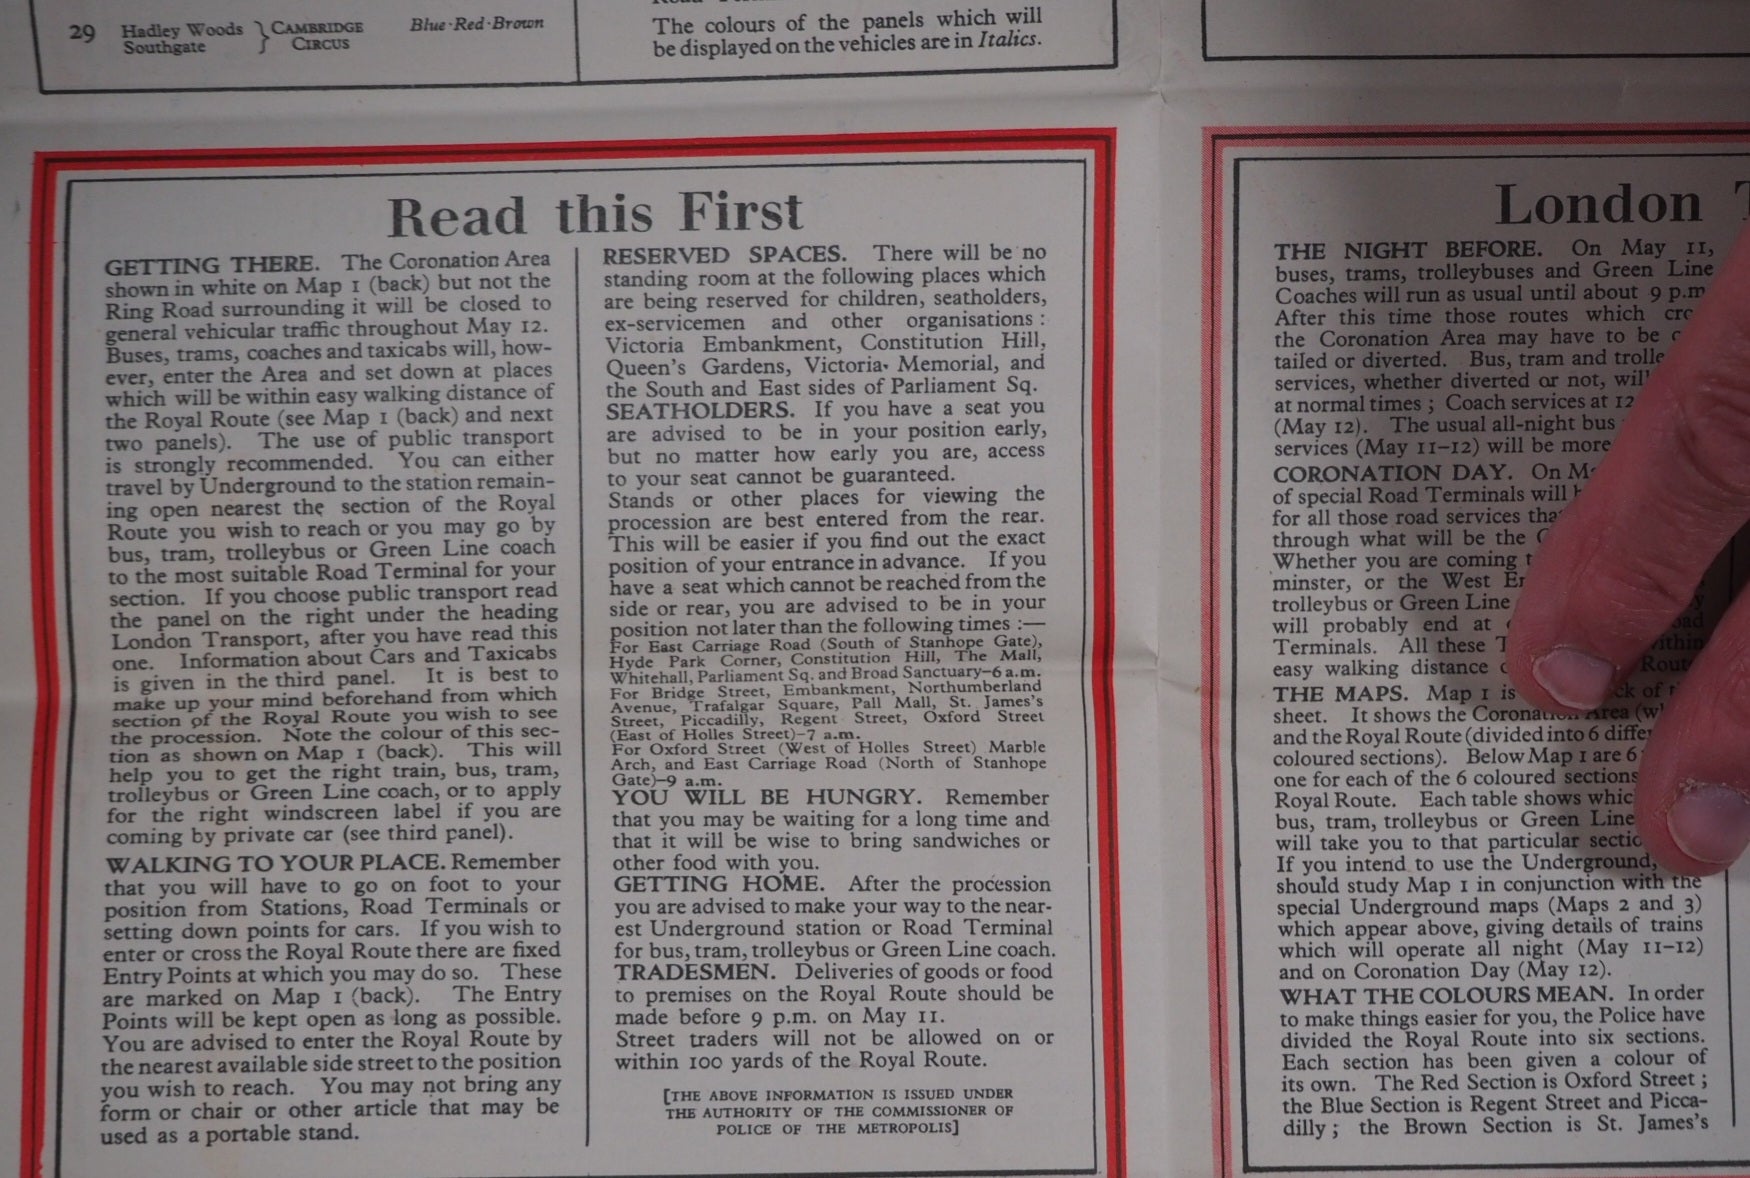 29 Hadley Woods } CAMBRIDGE Blue·Red·Brown
Southgate } CIRCUS
The colours of the panels which will
be displayed on the vehicles are in Italics.
Read this First
GETTING THERE. The Coronation Area
shown in white on Map 1 (back) but not the
Ring Road surrounding it will be closed to
general vehicular traffic throughout May 12.
Buses, trams, coaches and taxicabs will, how-
ever, enter the Area and set down at places
which will be within easy walking distance of
the Royal Route (see Map 1 (back) and next
two panels). The use of public transport
is strongly recommended. You can either
travel by Underground to the station remain-
ing open nearest the section of the Royal
Route you wish to reach or you may go by
bus, tram, trolleybus or Green Line coach
to the most suitable Road Terminal for your
section. If you choose public transport read
the panel on the right under the heading
London Transport, after you have read this
one. Information about Cars and Taxicabs
is given in the third panel. It is best to
make up your mind beforehand from which
section of the Royal Route you wish to see
the procession. Note the colour of this sec-
tion as shown on Map 1 (back). This will
help you to get the right train, bus, tram,
trolleybus or Green Line coach, or to apply
for the right windscreen label if you are
coming by private car (see third panel).
WALKING TO YOUR PLACE. Remember
that you will have to go on foot to your
position from Stations, Road Terminals or
setting down points for cars. If you wish to
enter or cross the Royal Route there are fixed
Entry Points at which you may do so. These
are marked on Map 1 (back). The Entry
Points will be kept open as long as possible.
You are advised to enter the Royal Route by
the nearest available side street to the position
you wish to reach. You may not bring any
form or chair or other article that may be
used as a portable stand.
RESERVED SPACES. There will be no
standing room at the following places which
are being reserved for children, seatholders,
ex-servicemen and other organisations :
Victoria Embankment, Constitution Hill,
Queen's Gardens, Victoria Memorial, and
the South and East sides of Parliament Sq.
SEATHOLDERS. If you have a seat you
are advised to be in your position early,
but no matter how early you are, access
to your seat cannot be guaranteed.
Stands or other places for viewing the
procession are best entered from the rear.
This will be easier if you find out the exact
position of your entrance in advance. If you
have a seat which cannot be reached from the
side or rear, you are advised to be in your
position not later than the following times :—
For East Carriage Road (South of Stanhope Gate),
Hyde Park Corner, Constitution Hill, The Mall,
Whitehall, Parliament Sq. and Broad Sanctuary–6 a.m.
For Bridge Street, Embankment, Northumberland
Avenue, Trafalgar Square, Pall Mall, St. James's
Street, Piccadilly, Regent Street, Oxford Street
(East of Holles Street)–7 a.m.
For Oxford Street (West of Holles Street) Marble
Arch, and East Carriage Road (North of Stanhope
Gate)–9 a.m.
YOU WILL BE HUNGRY. Remember
that you may be waiting for a long time and
that it will be wise to bring sandwiches or
other food with you.
GETTING HOME. After the procession
you are advised to make your way to the near-
est Underground station or Road Terminal
for bus, tram, trolleybus or Green Line coach.
TRADESMEN. Deliveries of goods or food
to premises on the Royal Route should be
made before 9 p.m. on May 11.
Street traders will not be allowed on or
within 100 yards of the Royal Route.
[THE ABOVE INFORMATION IS ISSUED UNDER
THE AUTHORITY OF THE COMMISSIONER OF
POLICE OF THE METROPOLIS]
London
THE NIGHT BEFORE. On May 11,
buses, trams, trolleybuses and Green Line
Coaches will run as usual until about 9 p.m
After this time those routes which
the Coronation Area may have to be
tailed or diverted. Bus, tram and
services, whether diverted or not,
at normal times ; Coach services at 12
(May 12). The usual all-night bus
services (May 11–12) will be more
CORONATION DAY. On
of special Road Terminals will
for all those road services
through what will be the
Whether you are coming
minster, or the West
trolleybus or Green Line
will probably end at
Terminals. All these
easy walking distance
THE MAPS. Map 1 is
sheet. It shows the Coronation Area
and the Royal Route (divided into 6
coloured sections). Below Map 1 are 6
one for each of the 6 coloured sections
Royal Route. Each table shows
bus, tram, trolleybus or Green Line
will take you to that particular
If you intend to use the Underground,
should study Map 1 in conjunction with the
special Underground maps (Maps 2 and 3)
which appear above, giving details of trains
which will operate all night (May 11–12)
and on Coronation Day (May 12).
WHAT THE COLOURS MEAN. In order
to make things easier for you, the Police have
divided the Royal Route into six sections.
Each section has been given a colour of
its own. The Red Section is Oxford Street ;
the Blue Section is Regent Street and Picca-
dilly ; the Brown Section is St. James's